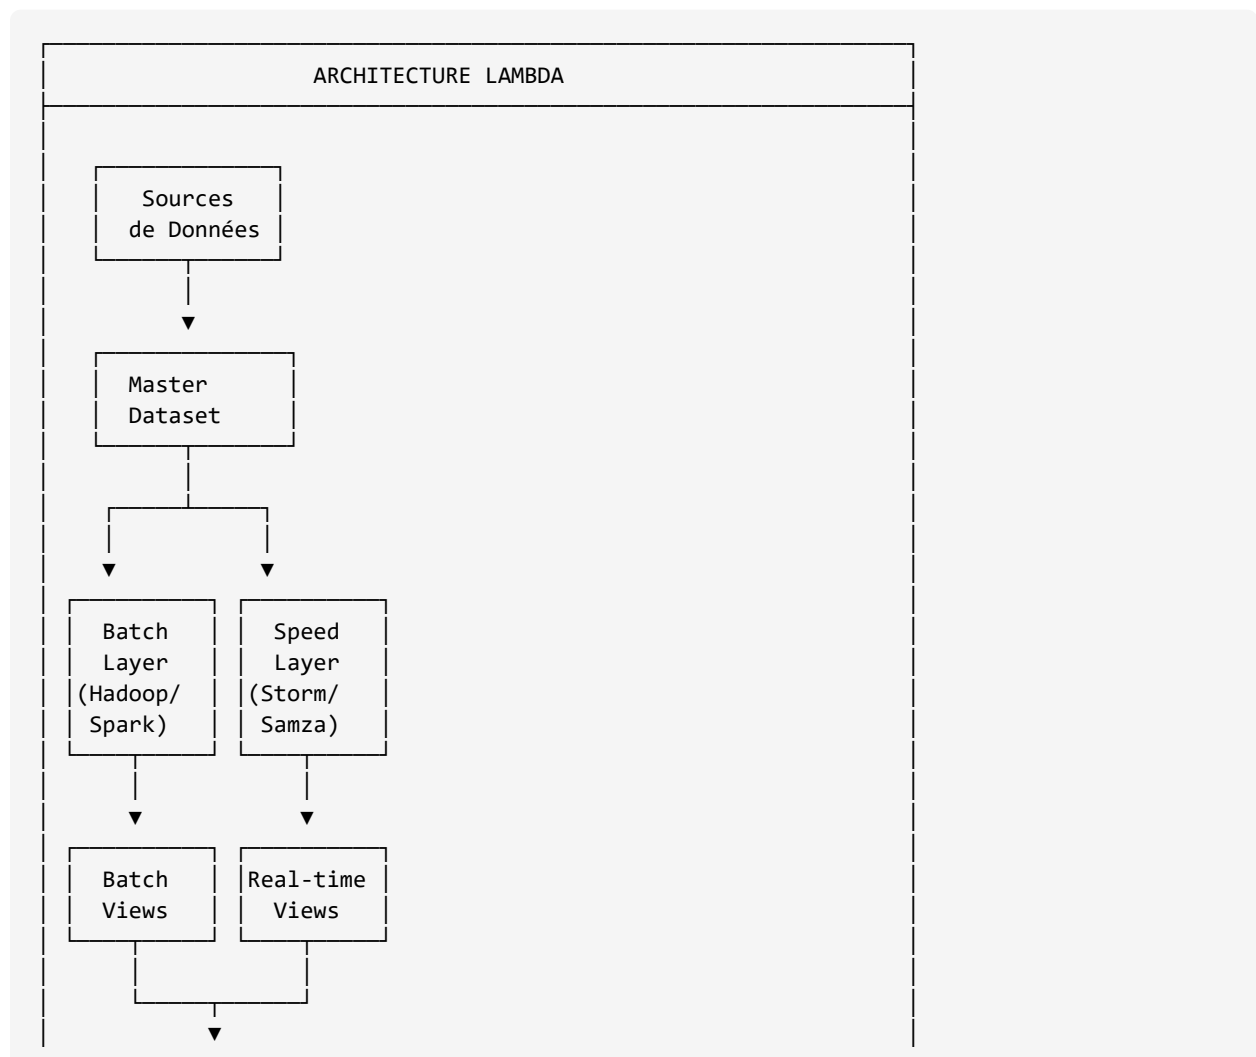 ARCHITECTURE LAMBDA
Sources
de Données
Master
Dataset
Batch
Layer
(Hadoop/
Spark)
Speed
Layer
(Storm/
Samza)
Batch
Views
Real-time
Views